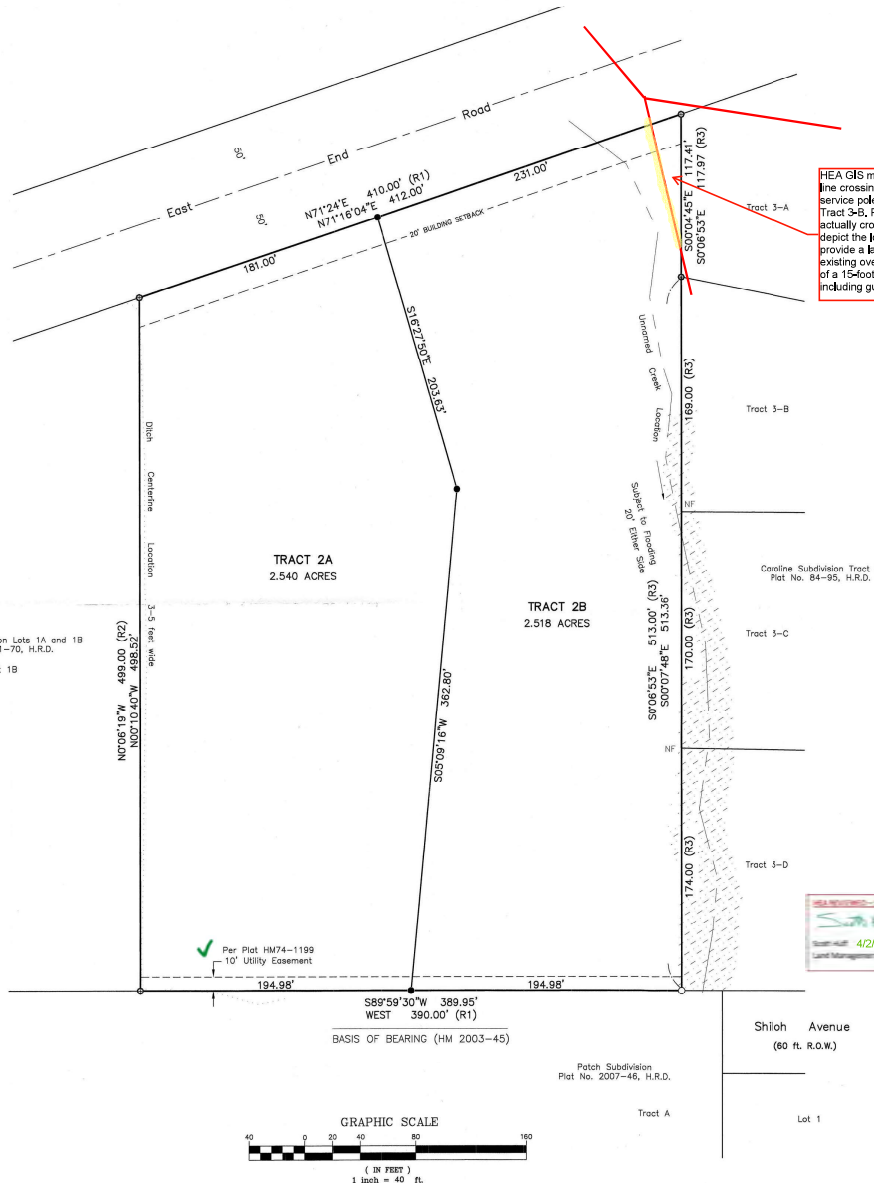 East End Road
50'
50'
N71°24'E 410.00' (R1)
N71°16'04"E 412.00'
181.00'
231.00'
20' BUILDING SETBACK
S00°04'45"E 117.41'
S0°06'53"E 117.97 (R3)
Tract 3-A
HEA GIS
line crossin
service pole
Tract 3-B.
actually cro
depict the
provide a
existing ove
of a 15-foot
including gu
S16°27'50"E 203.63'
Unnamed Creek Location
169.00 (R3)
Tract 3-B
Ditch Centerline Location 3-5 feet wide
Subject to Flooding
20' Either Side
NF
TRACT 2A
2.540 ACRES
TRACT 2B
2.518 ACRES
Caroline Subdivision Tract
Plat No. 84-95, H.R.D.
on Lots 1A and 1B
1-70, H.R.D.
1B
N0°06'19"W 499.00 (R2)
N00°10'40"W 498.52'
S05°09'16"W 362.80'
S0°06'53"E 513.00' (R3)
S00°07'48"E 513.36'
170.00 (R3)
Tract 3-C
NF
174.00 (R3)
Tract 3-D
4/2/
Land Management
Per Plat HM74-1199
10' Utility Easement
194.98'
194.98'
S89°59'30"W 389.95'
WEST 390.00' (R1)
BASIS OF BEARING (HM 2003-45)
Shiloh Avenue
(60 ft. R.O.W.)
Patch Subdivision
Plat No. 2007-46, H.R.D.
Tract A
Lot 1
GRAPHIC SCALE
40 0 20 40 80 160
( IN FEET )
1 inch = 40 ft.